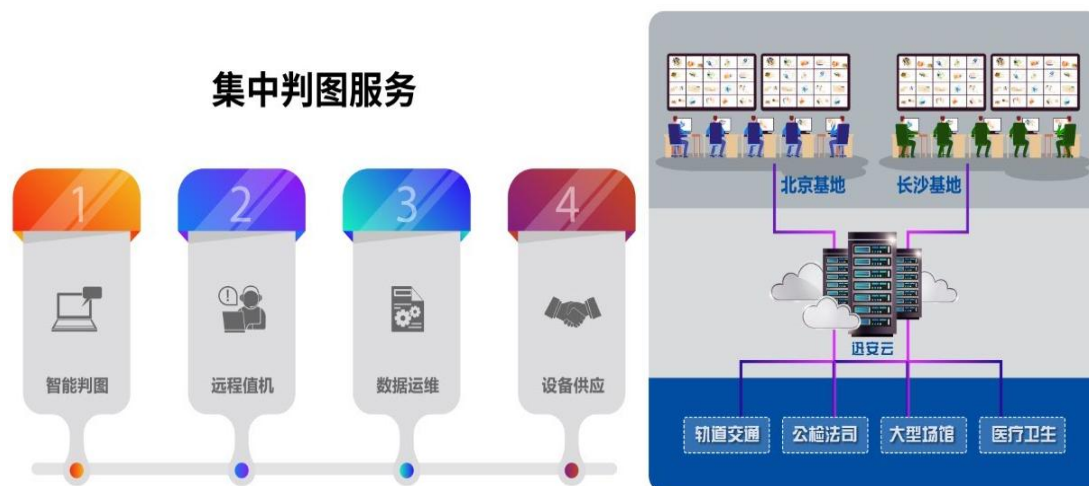 集中判图服务
1
2
3
4
智能判图
远程值机
数据运维
设备供应
北京基地
长沙基地
迅安云
轨道交通
公检法司
大型场馆
医疗卫生